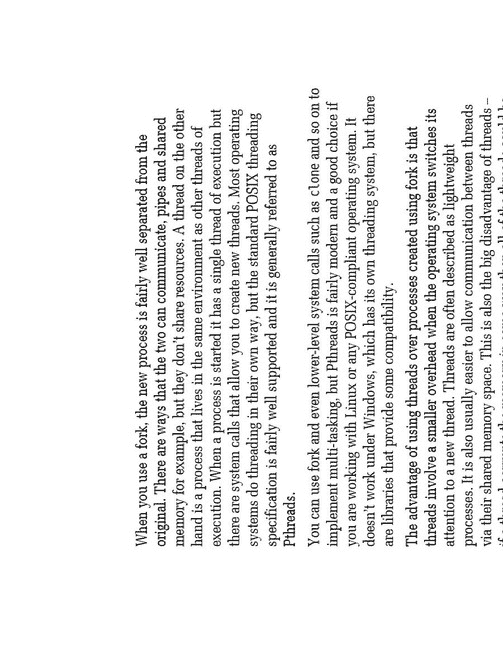 When you use a fork, the new process is fairly well separated from the
original. There are ways that the two can communicate, pipes and shared
memory for example, but they don't share resources. A thread on the other
hand is a process that lives in the same environment as other threads of
execution. When a process is started it has a single thread of execution but
there are system calls that allow you to create new threads. Most operating
systems do threading in their own way, but the standard POSIX threading
specification is fairly well supported and it is generally referred to as
Pthreads.
You can use fork and even lower-level system calls such as clone and so on to
implement multi-tasking, but Pthreads is fairly modern and a good choice if
you are working with Linux or any POSIX-compliant operating system. It
doesn't work under Windows, which has its own threading system, but there
are libraries that provide some compatibility.
The advantage of using threads over processes created using fork is that
threads involve a smaller overhead when the operating system switches its
attention to a new thread. Threads are often described as lightweight
processes. It is also usually easier to allow communication between threads
via their shared memory space. This is also the big disadvantage of threads –